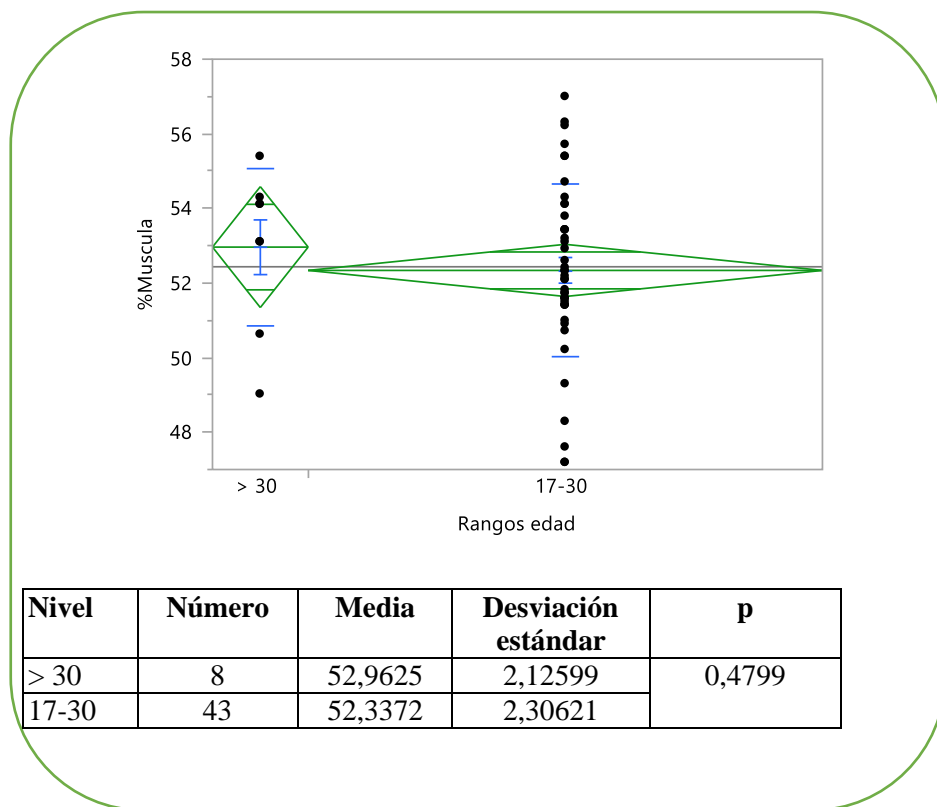 58
56
54
52
50
48
%Muscula
> 30 17-30
Rangos edad
Nivel Número Media Desviación estándar p
> 30 8 52,9625 2,12599 0,4799
17-30 43 52,3372 2,30621